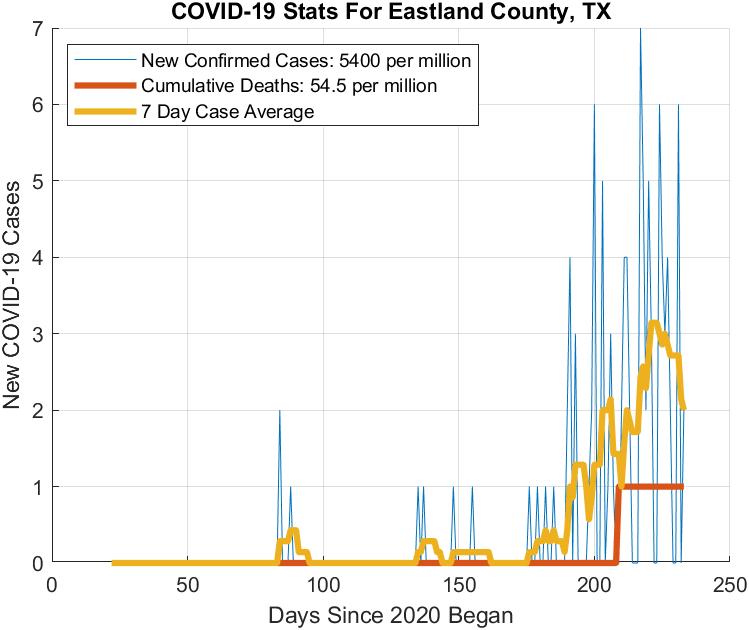 COVID-19 Stats For Eastland County, TX
New Confirmed Cases: 5400 per million
Cumulative Deaths: 54.5 per million
7 Day Case Average
New COVID-19 Cases
7
6
5
4
3
2
1
0
0 50 100 150 200 250
Days Since 2020 Began